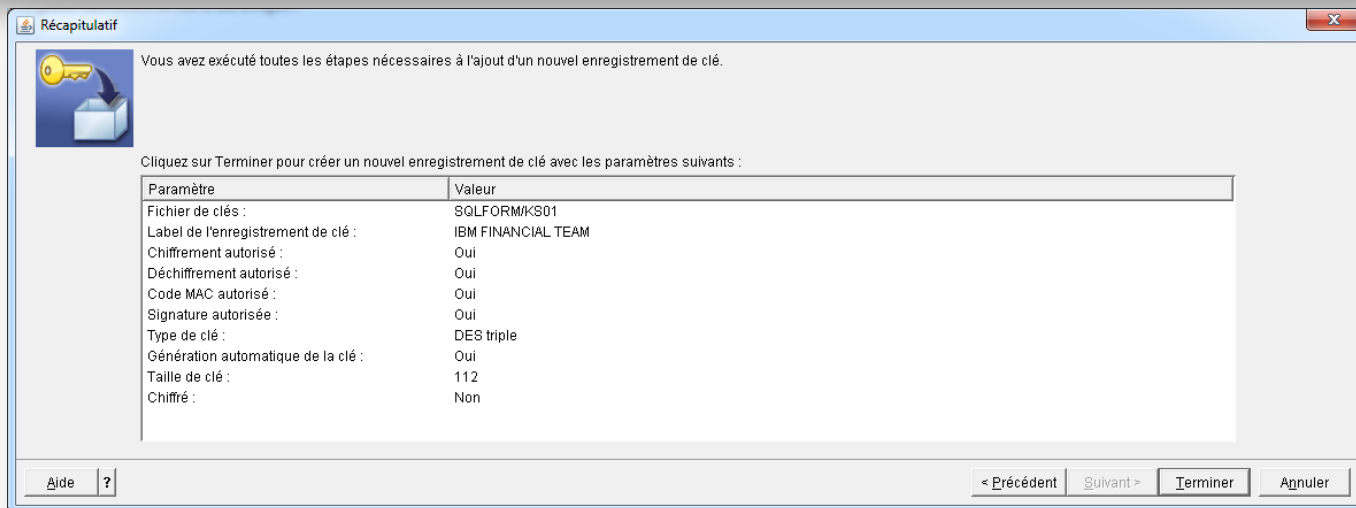 Récapitulatif
Vous avez exécuté toutes les étapes nécessaires à l'ajout d'un nouvel enregistrement de clé.
Cliquez sur Terminer pour créer un nouvel enregistrement de clé avec les paramètres suivants :
Paramètre Valeur
Fichier de clés : SQLFORM/KS01
Label de l'enregistrement de clé : IBM FINANCIAL TEAM
Chiffrement autorisé : Oui
Déchiffrement autorisé : Oui
Code MAC autorisé : Oui
Signature autorisée : Oui
Type de clé : DES triple
Génération automatique de la clé : Oui
Taille de clé : 112
Chiffré : Non
Aide ? < Précédent Suivant > Terminer Annuler